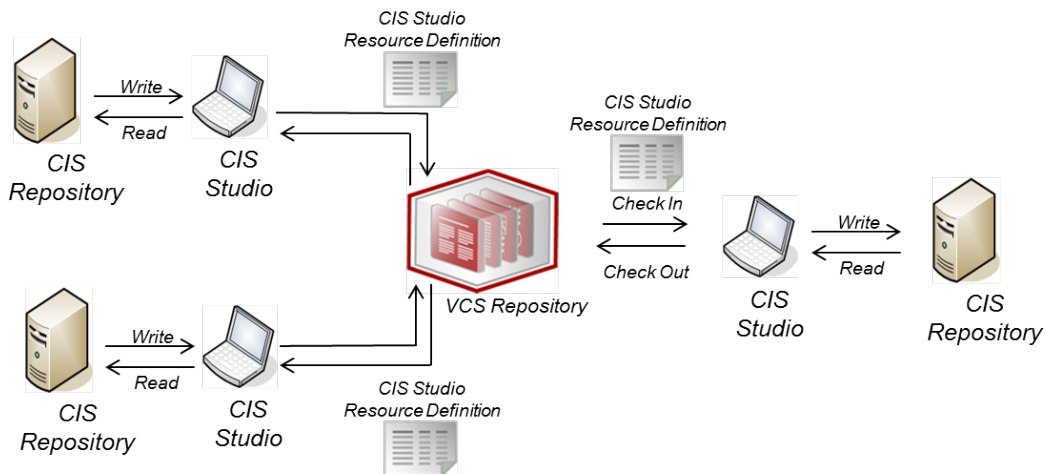 CIS Studio
Resource Definition
Write
Read
CIS
Repository
CIS
Studio
CIS Studio
Resource Definition
Check In
Check Out
VCS Repository
Write
Read
CIS
Studio
CIS
Repository
Write
Read
CIS
Repository
CIS
Studio
CIS Studio
Resource Definition